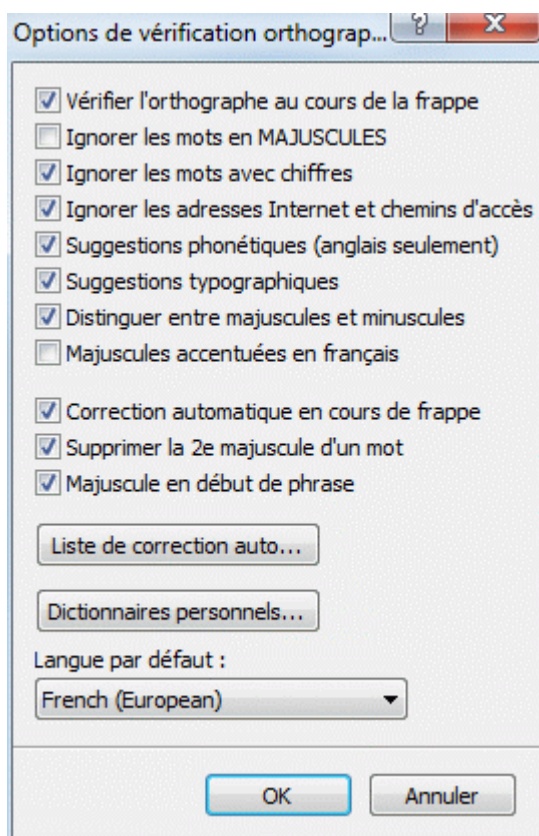 Options de vérification orthograp...
Vérifier l'orthographe au cours de la frappe
Ignorer les mots en MAJUSCULES
Ignorer les mots avec chiffres
Ignorer les adresses Internet et chemins d'accès
Suggestions phonétiques (anglais seulement)
Suggestions typographiques
Distinguer entre majuscules et minuscules
Majuscules accentuées en français
Correction automatique en cours de frappe
Supprimer la 2e majuscule d'un mot
Majuscule en début de phrase
Liste de correction auto...
Dictionnaires personnels...
Langue par défaut :
French (European)
OK Annuler